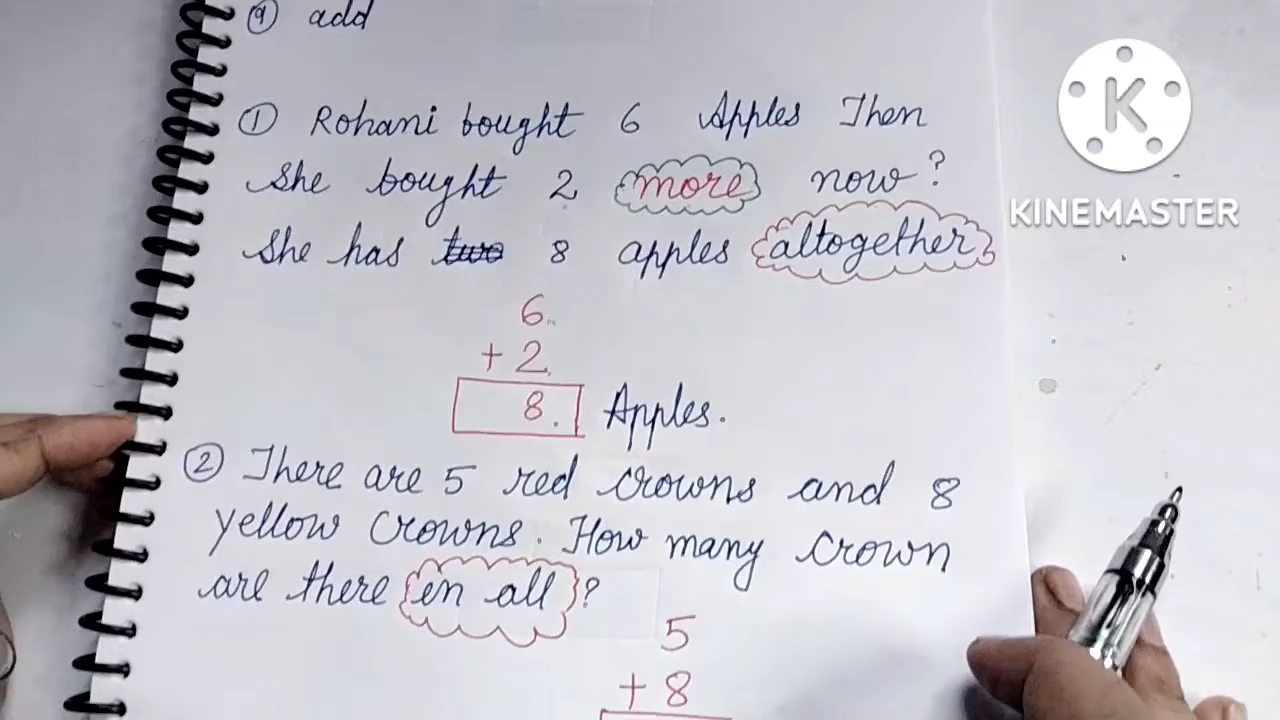 ⑨ add
① Rohani bought 6 Apples Then
She bought 2 more now?
She has two 8 apples altogether
6
+ 2
8 Apples.
② There are 5 red crowns and 8
yellow crowns. How many crown
are there en all?
5
+ 8
K
KINEMASTER